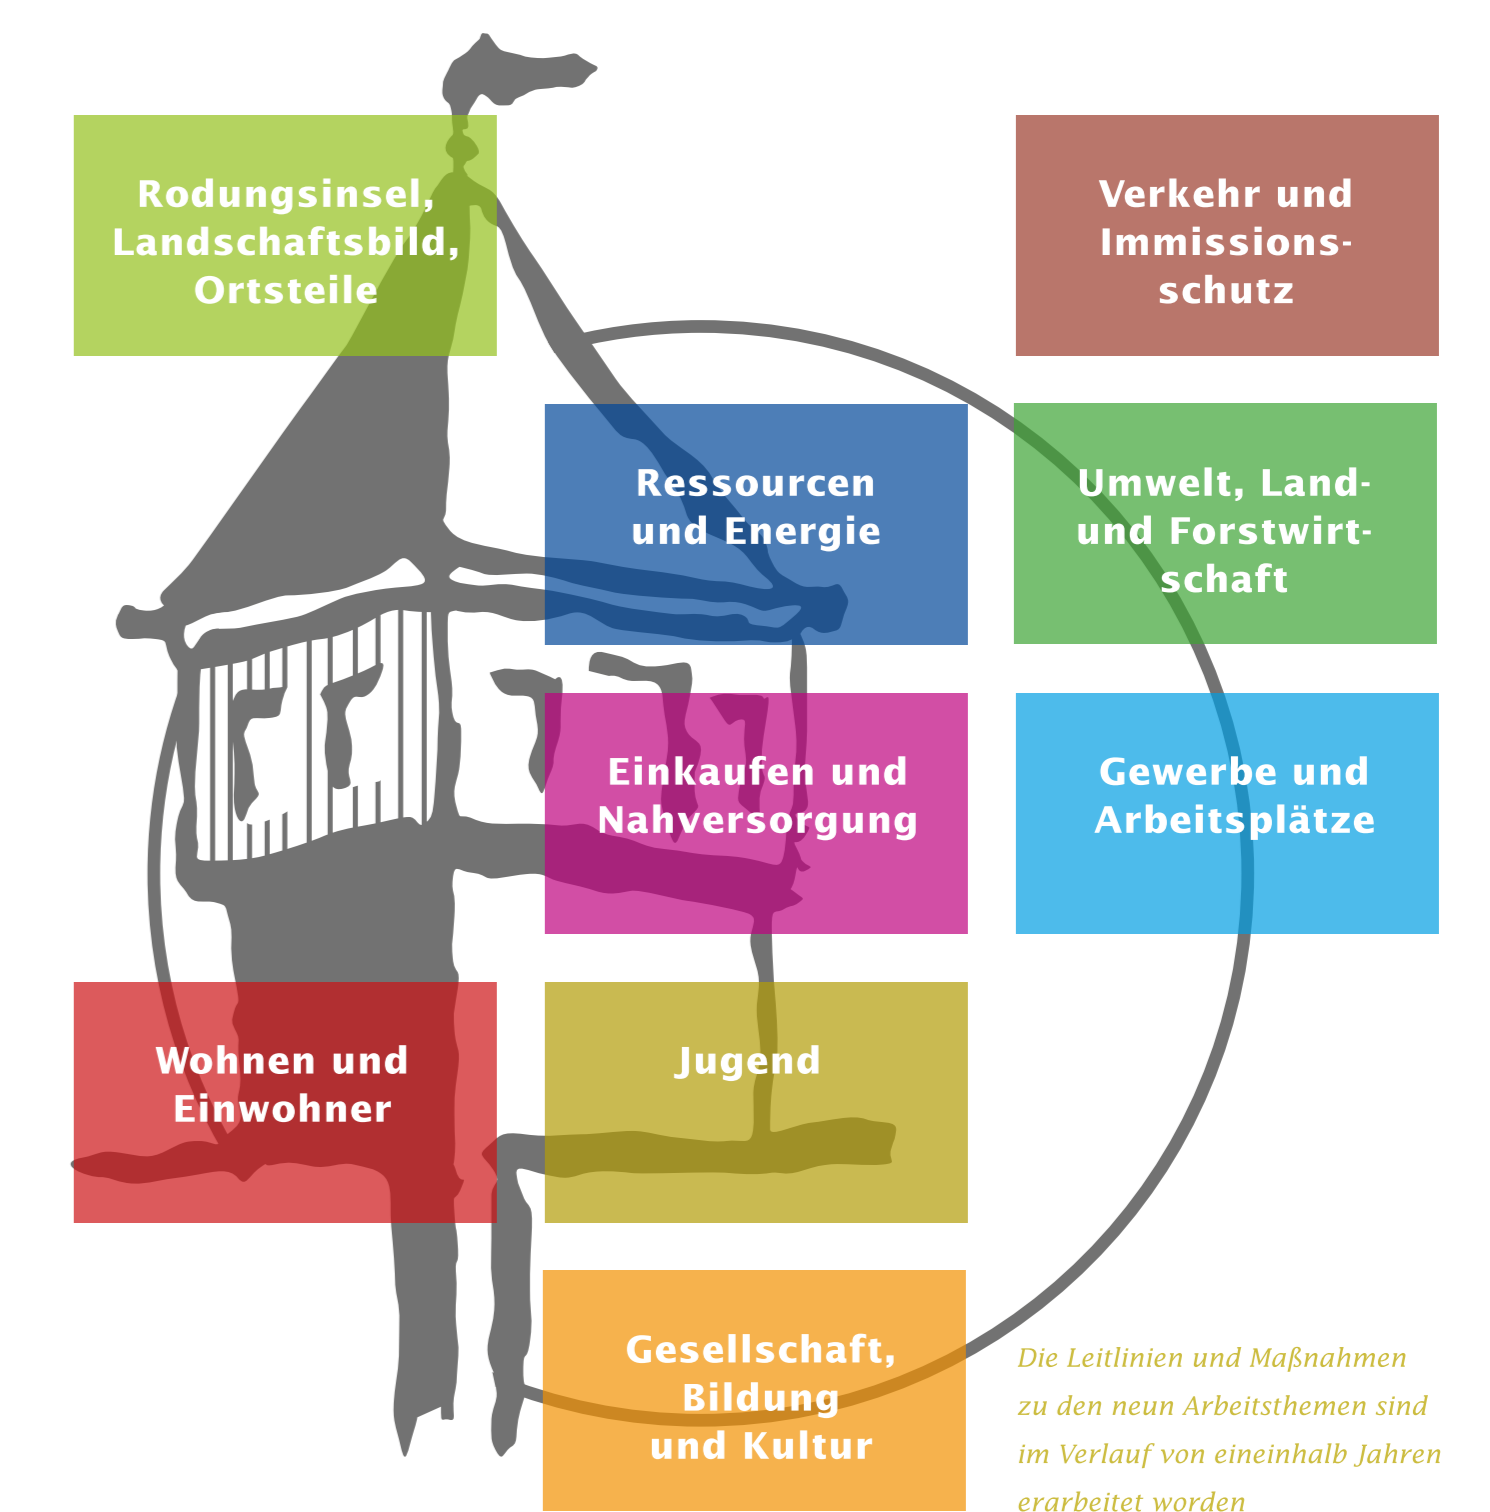 Rodungsinsel,
Landschaftsbild,
Ortsteile
Verkehr und
Immissions-
schutz
Ressourcen
und Energie
Umwelt, Land-
und Forstwirt-
schaft
Einkaufen und
Nahversorgung
Gewerbe und
Arbeitsplätze
Wohnen und
Einwohner
Jugend
Gesellschaft,
Bildung
und Kultur
Die Leitlinien und Maßnahmen
zu den neun Arbeitsthemen sind
im Verlauf von eineinhalb Jahren
erarbeitet worden